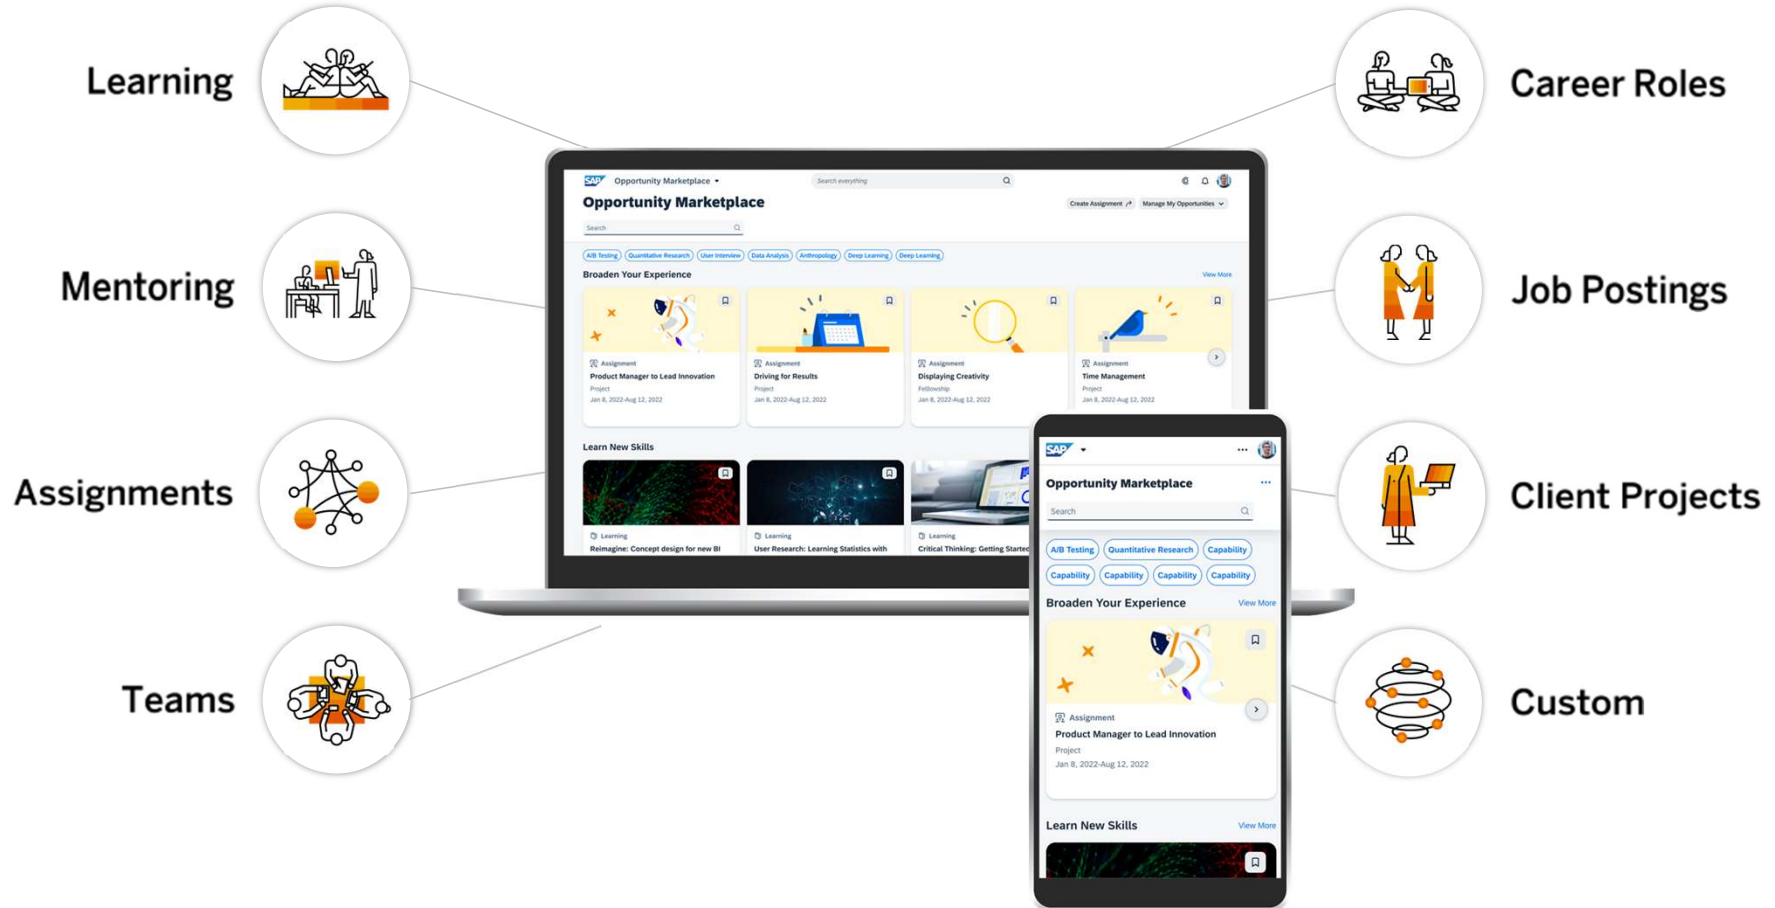 Learning
Mentoring
Assignments
Teams
Career Roles
Job Postings
Client Projects
Custom
SAP Opportunity Marketplace
Search everything
Opportunity Marketplace
Create Assignment
Manage My Opportunities
Search
A/B Testing
Quantitative Research
User Interview
Data Analysis
Anthropology
Deep Learning
Deep Learning
Broaden Your Experience
View More
Assignment
Product Manager to Lead Innovation
Project
Jan 8, 2022-Aug 12, 2022
Assignment
Driving for Results
Project
Jan 8, 2022-Aug 12, 2022
Assignment
Displaying Creativity
Fellowship
Jan 8, 2022-Aug 12, 2022
Assignment
Time Management
Project
Jan 8, 2022-Aug 12, 2022
Learn New Skills
Learning
Reimagine: Concept design for new BI
Learning
User Research: Learning Statistics with
Learning
Critical Thinking: Getting Started
SAP
Opportunity Marketplace
Search
A/B Testing
Quantitative Research
Capability
Capability
Capability
Capability
Capability
Broaden Your Experience
View More
Assignment
Product Manager to Lead Innovation
Project
Jan 8, 2022-Aug 12, 2022
Learn New Skills
View More